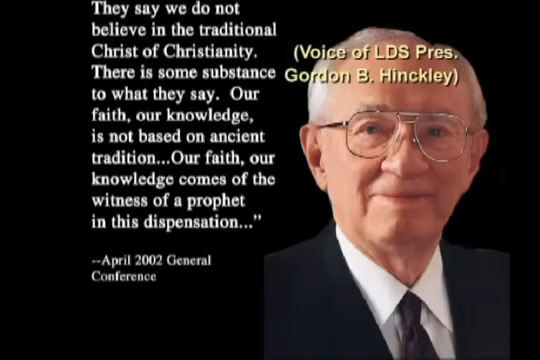 They say we do not
believe in the traditional
Christ of Christianity.
There is some substance
to what they say. Our
faith, our knowledge,
is not based on ancient
tradition...Our faith, our
knowledge comes of the
witness of a prophet
in this dispensation..."
--April 2002 General
Conference
(Voice of LDS Pres.
Gordon B. Hinckley)